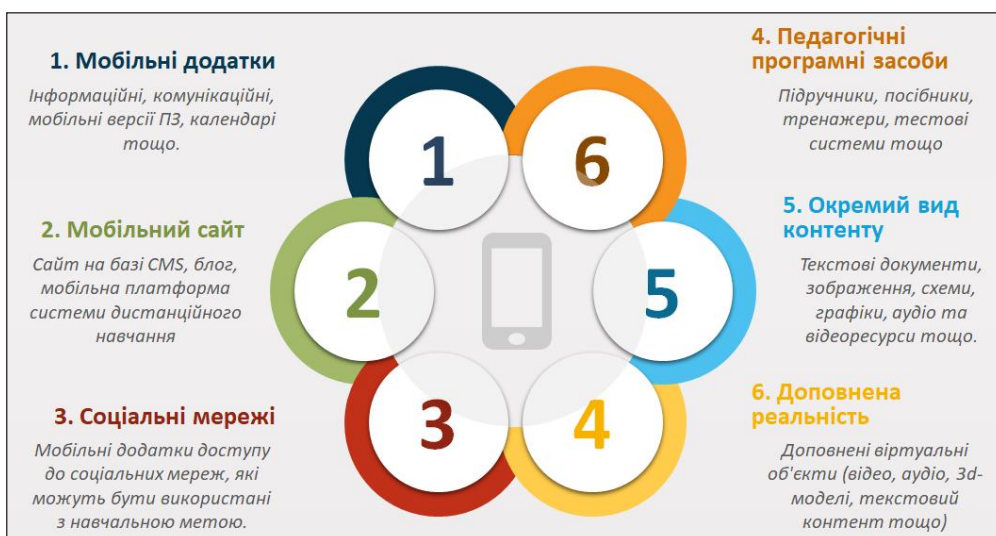 1. Мобільні додатки
Інформаційні, комунікаційні,
мобільні версії ПЗ, календарі
тощо.
2. Мобільний сайт
Сайт на базі CMS, блог,
мобільна платформа
системи дистанційного
навчання
3. Соціальні мережі
Мобільні додатки доступу
до соціальних мереж, які
можуть бути використані
з навчальною метою.
1
6
2
5
3
4
4. Педагогічні
програмні засоби
Підручники, посібники,
тренажери, тестові
системи тощо
5. Окремий вид
контенту
Текстові документи,
зображення, схеми,
графіки, аудіо та
відеоресурси тощо.
6. Доповнена
реальність
Доповнені віртуальні
об'єкти (відео, аудіо, 3d-
моделі, текстовий
контент тощо)